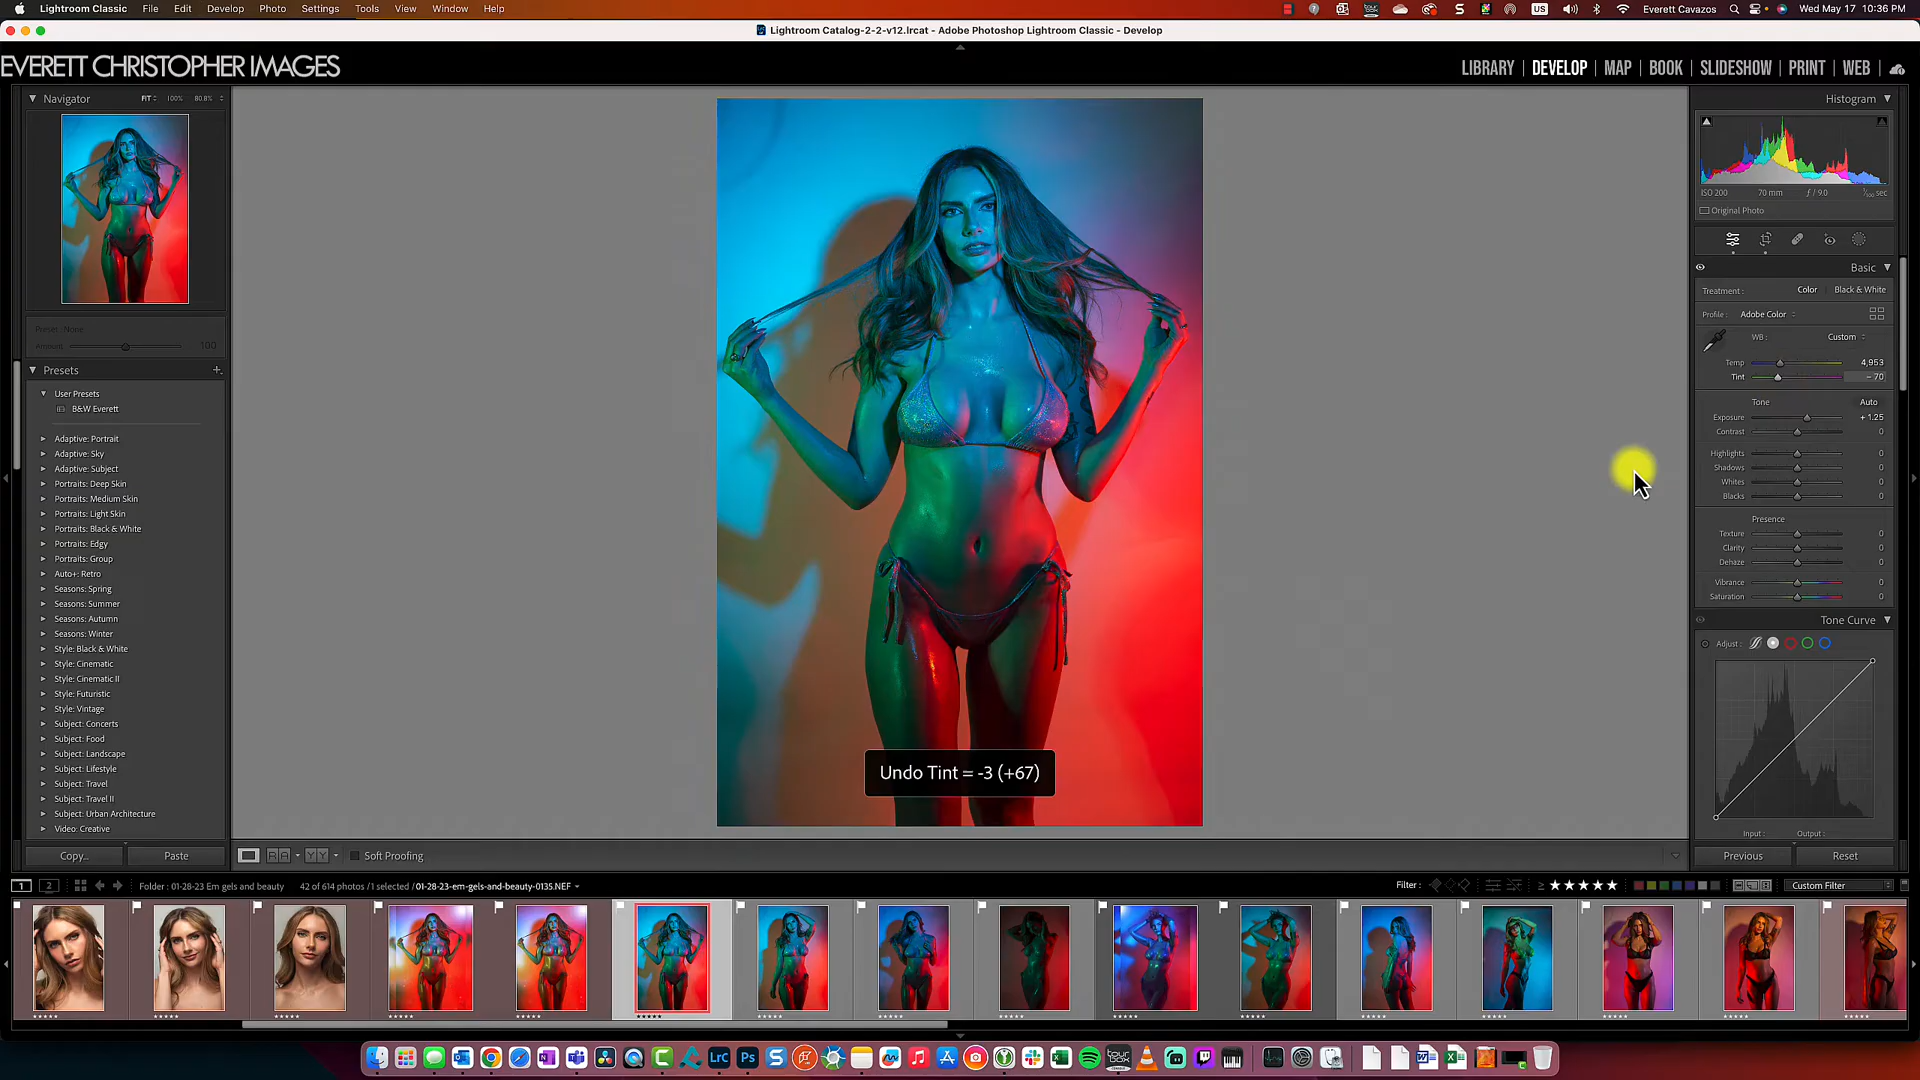 Lightroom Classic File Edit Develop Photo Settings Tools View Window Help
US Everett Cavazos Wed May 17 10:36 PM
Lightroom Catalog-2-2-v12.lrcat - Adobe Photoshop Lightroom Classic - Develop
EVERETT CHRISTOPHER IMAGES
LIBRARY | DEVELOP | MAP | BOOK | SLIDESHOW | PRINT | WEB
Navigator FIT 100% 80.8%
Preset: None
Amount 100
Presets +
User Presets
B&W Everett
Adaptive: Portrait
Adaptive: Sky
Adaptive: Subject
Portraits: Deep Skin
Portraits: Medium Skin
Portraits: Light Skin
Portraits: Black & White
Portraits: Edgy
Portraits: Group
Auto+: Retro
Seasons: Spring
Seasons: Summer
Seasons: Autumn
Seasons: Winter
Style: Black & White
Style: Cinematic
Style: Cinematic II
Style: Futuristic
Style: Vintage
Subject: Concerts
Subject: Food
Subject: Landscape
Subject: Lifestyle
Subject: Travel
Subject: Travel II
Subject: Urban Architecture
Video: Creative
Copy... Paste
Undo Tint = -3 (+67)
Histogram
ISO 200 70 mm ƒ / 9.0 1/100 sec
Original Photo
Basic
Treatment : Color Black & White
Profile : Adobe Color
WB : Custom
Temp 4,953
Tint - 70
Tone Auto
Exposure + 1.25
Contrast 0
Highlights 0
Shadows 0
Whites 0
Blacks 0
Presence
Texture 0
Clarity 0
Dehaze 0
Vibrance 0
Saturation 0
Tone Curve
Adjust :
Input : Output :
Previous Reset
R A Y Y Soft Proofing
1 2 Folder : 01-28-23 Em gels and beauty 42 of 614 photos / 1 selected / 01-28-23-em-gels-and-beauty-0135.NEF
Filter : ≥ ★★★★★ Custom Filter
LrC Ps